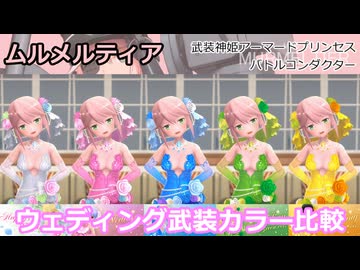 ムルメルティア
武装神姫アーマードプリンセス
バトルコンダクター
ウェディング武装カラー比較